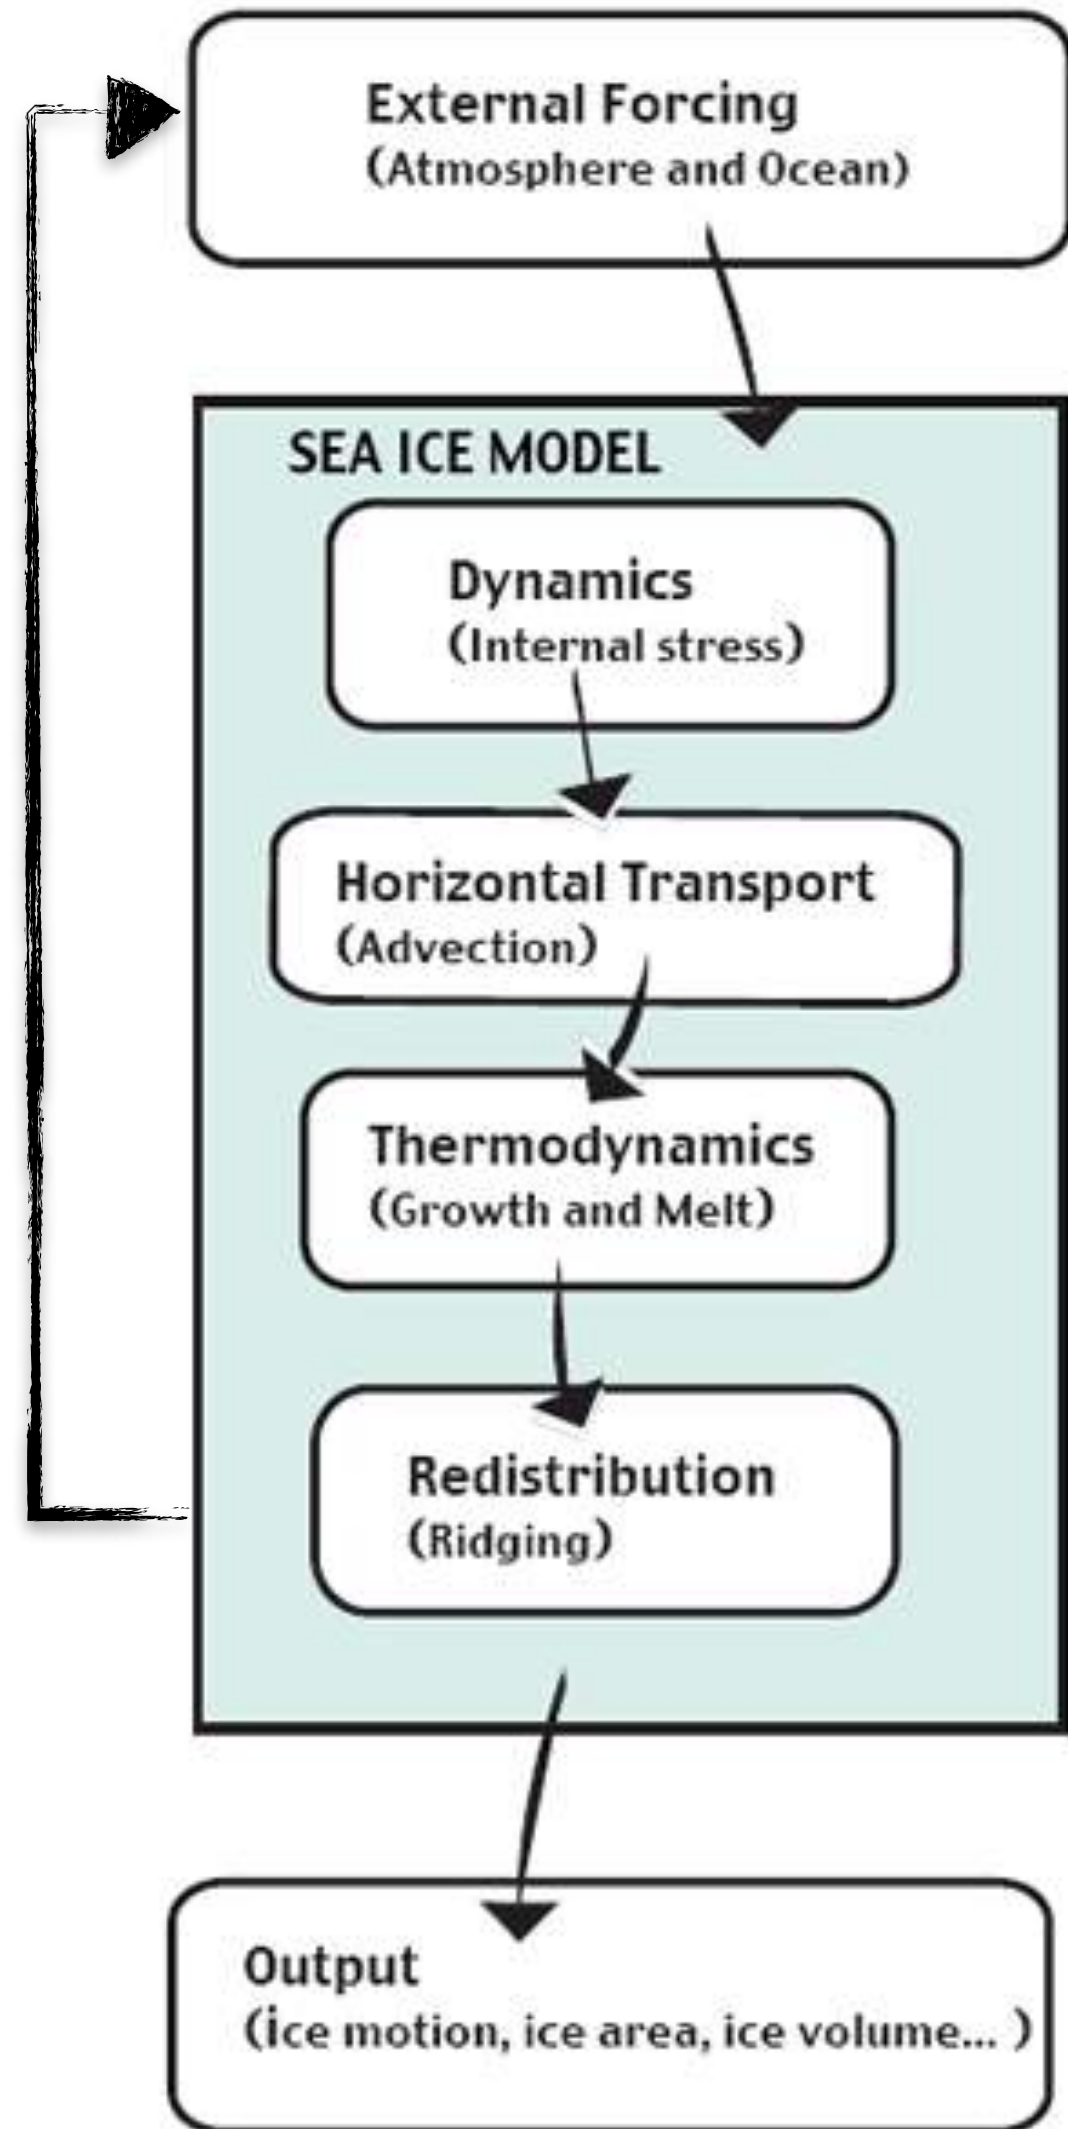 External Forcing
(Atmosphere and Ocean)
SEA ICE MODEL
Dynamics
(Internal stress)
Horizontal Transport
(Advection)
Thermodynamics
(Growth and Melt)
Redistribution
(Ridging)
Output
(ice motion, ice area, ice volume... )